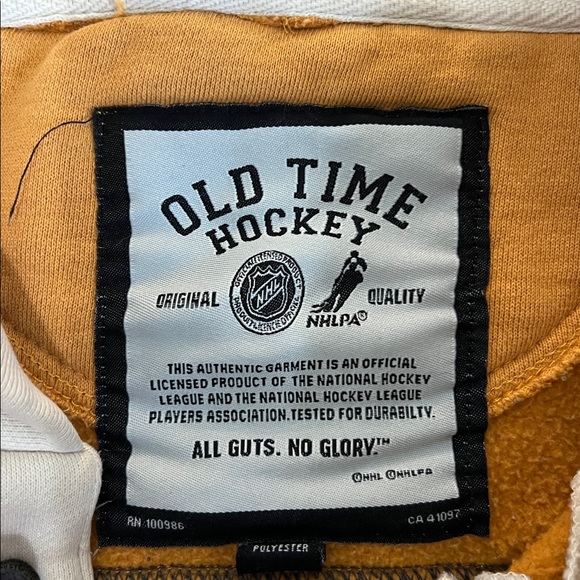 OLD TIME
HOCKEY
ORIGINAL NHL NHLPA® QUALITY
THIS AUTHENTIC GARMENT IS AN OFFICIAL
LICENSED PRODUCT OF THE NATIONAL HOCKEY
LEAGUE AND THE NATIONAL HOCKEY LEAGUE
PLAYERS ASSOCIATION.TESTED FOR DURABILTY.
ALL GUTS. NO GLORY.™
©NHL ©NHLPA
RN 100986 CA 41097
POLYESTER